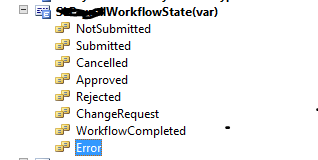 WorkflowState(var)
NotSubmitted
Submitted
Cancelled
Approved
Rejected
ChangeRequest
WorkflowCompleted
Error